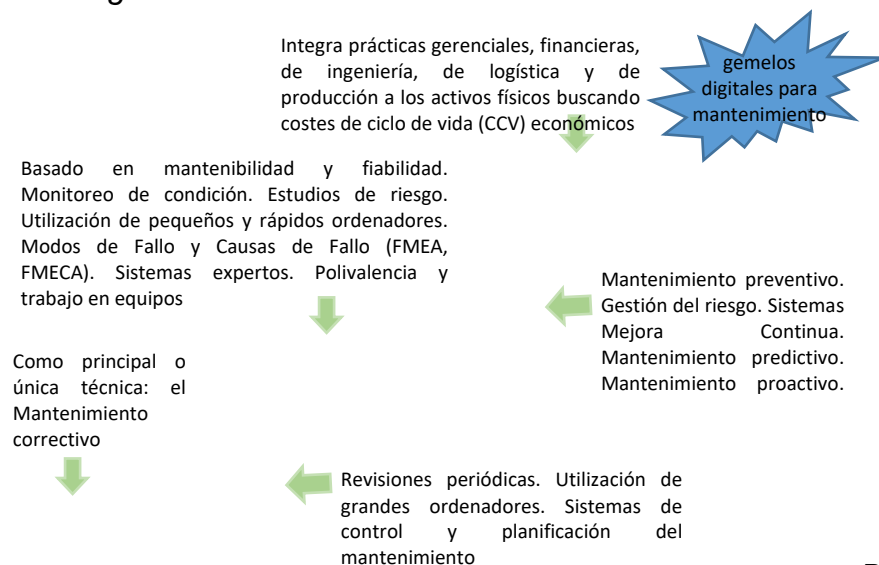 Integra prácticas gerenciales, financieras,
de ingeniería, de logística y de
producción a los activos físicos buscando
costes de ciclo de vida (CCV) económicos
gemelos
digitales para
mantenimiento
Basado en mantenibilidad y fiabilidad.
Monitoreo de condición. Estudios de riesgo.
Utilización de pequeños y rápidos ordenadores.
Modos de Fallo y Causas de Fallo (FMEA,
FMECA). Sistemas expertos. Polivalencia y
trabajo en equipos
Mantenimiento preventivo.
Gestión del riesgo. Sistemas
Mejora Continua.
Mantenimiento predictivo.
Mantenimiento proactivo.
Como principal o
única técnica: el
Mantenimiento
correctivo
Revisiones periódicas. Utilización de
grandes ordenadores. Sistemas de
control y planificación del
mantenimiento